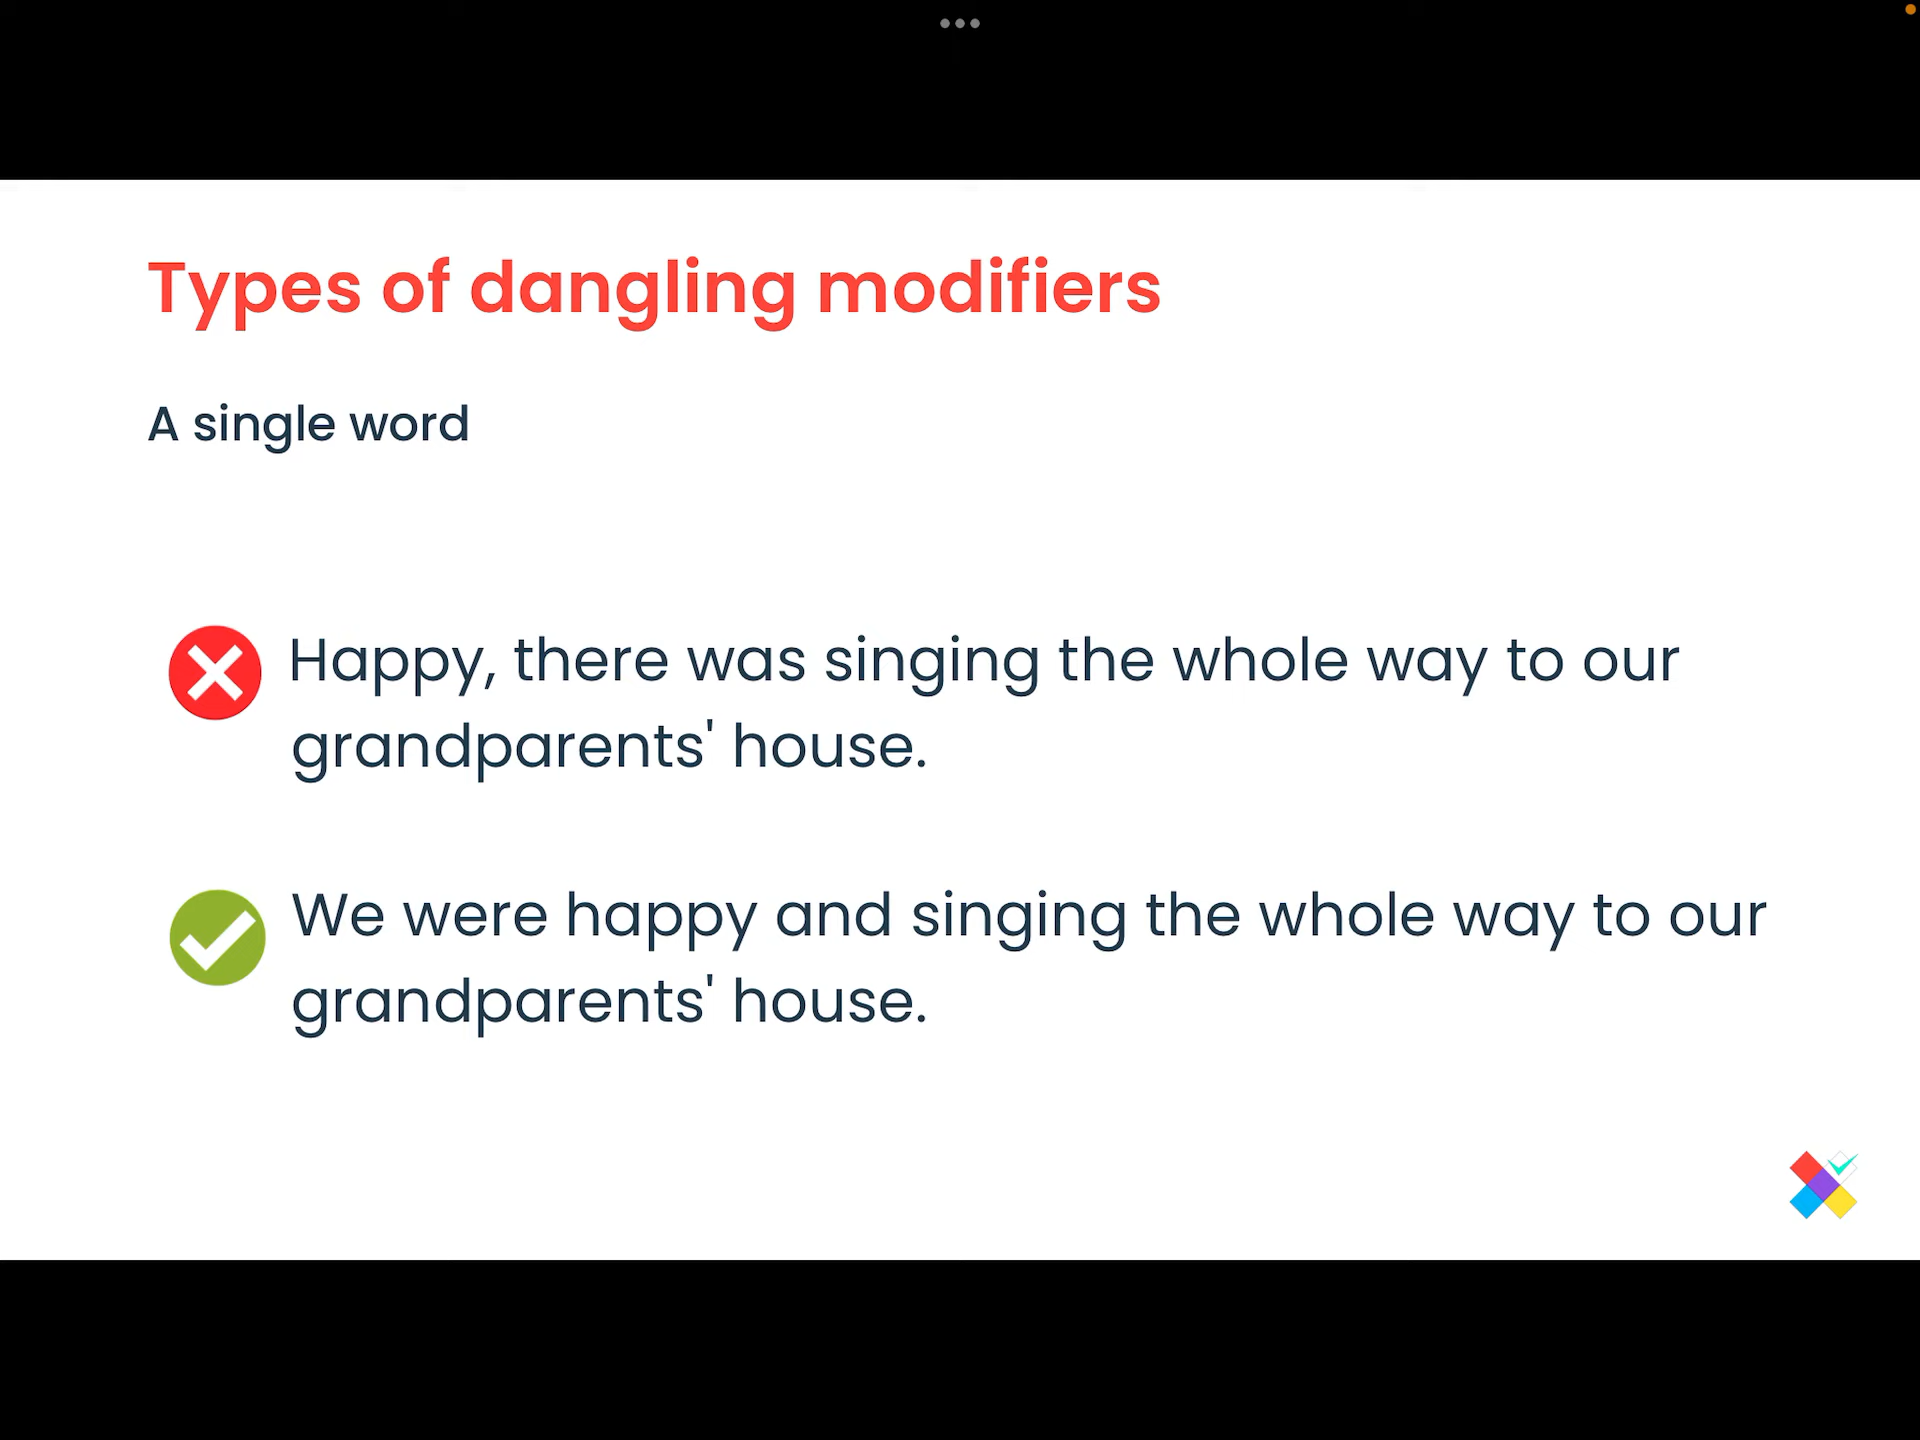 Types of dangling modifiers
A single word
Happy, there was singing the whole way to our
grandparents' house.
We were happy and singing the whole way to our
grandparents' house.